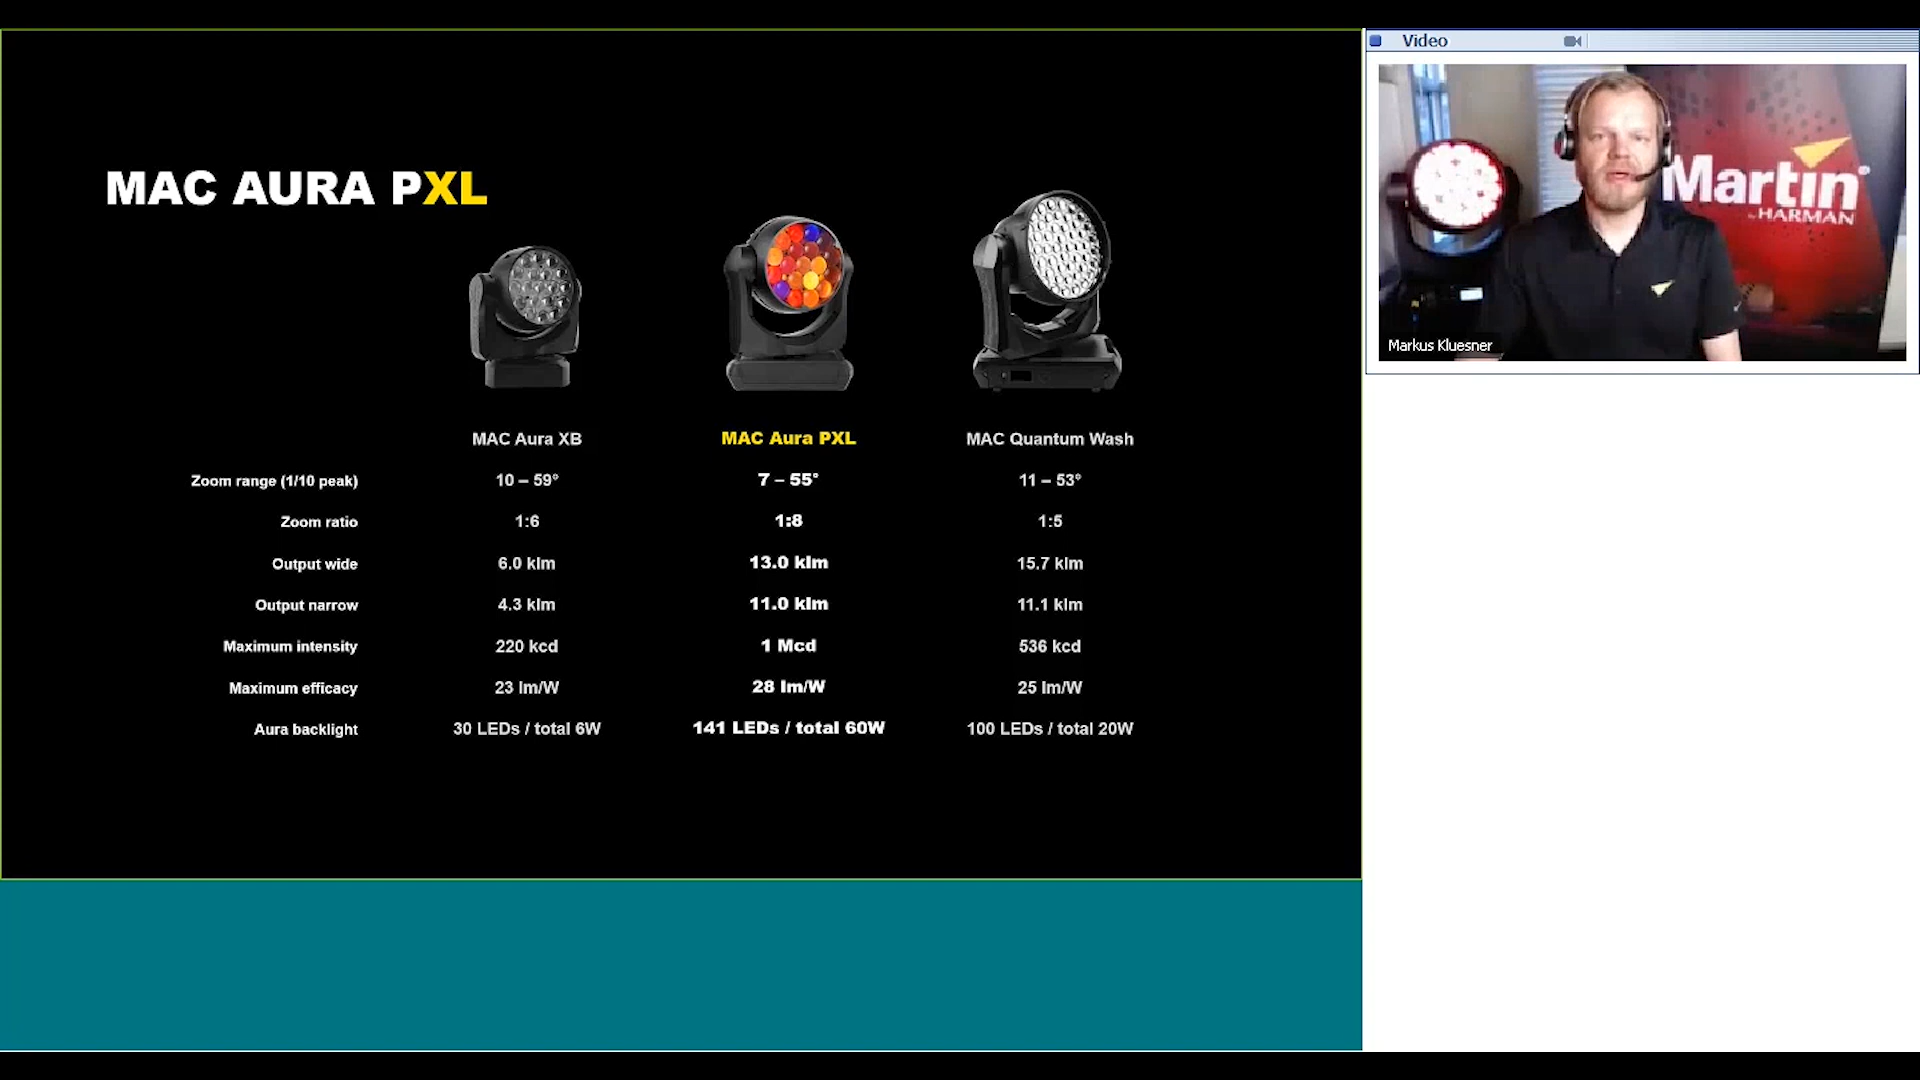 MAC AURA PXL
MAC Aura XB MAC Aura PXL MAC Quantum Wash
Zoom range (1/10 peak) 10 – 59° 7 – 55° 11 – 53°
Zoom ratio 1:6 1:8 1:5
Output wide 6.0 klm 13.0 klm 15.7 klm
Output narrow 4.3 klm 11.0 klm 11.1 klm
Maximum intensity 220 kcd 1 Mcd 536 kcd
Maximum efficacy 23 lm/W 28 lm/W 25 lm/W
Aura backlight 30 LEDs / total 6W 141 LEDs / total 60W 100 LEDs / total 20W
Video
Martin®
by HARMAN
Markus Kluesner